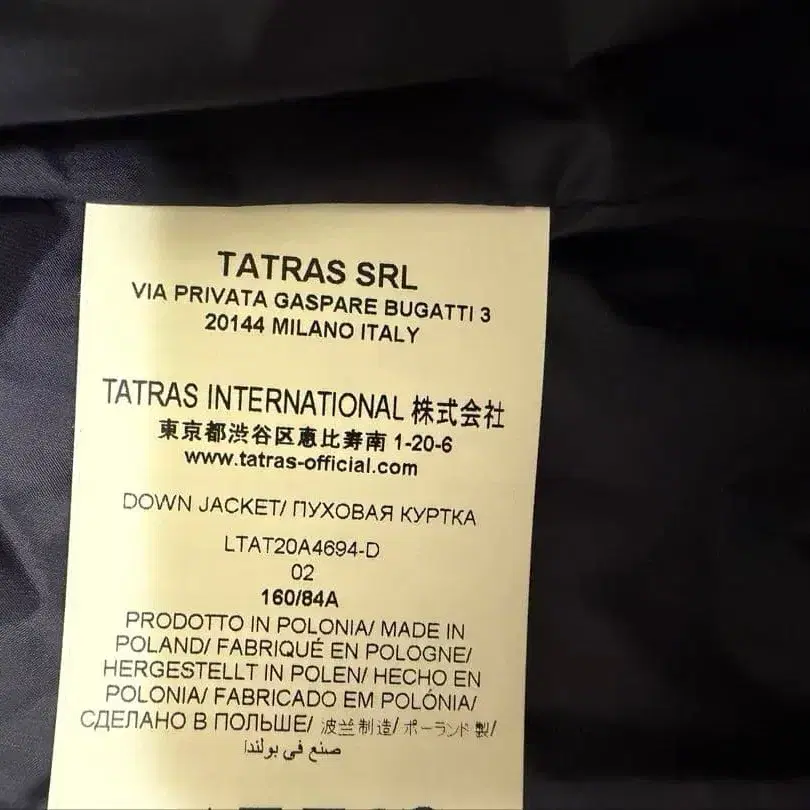 TATRAS SRL
VIA PRIVATA GASPARE BUGATTI 3
20144 MILANO ITALY
TATRAS INTERNATIONAL 株式会社
東京都渋谷区恵比寿南 1-20-6
www.tatras-official.com
DOWN JACKET/ ПУХОВАЯ КУРТКА
LTAT20A4694-D
02
160/84A
PRODOTTO IN POLONIA/ MADE IN
POLAND/ FABRIQUÉ EN POLOGNE/
HERGESTELLT IN POLEN/ HECHO EN
POLONIA/ FABRICADO EM POLÓNIA/
СДЕЛАНО В ПОЛЬШЕ/ 波兰制造/ ポーランド製/
صنع في بولندا